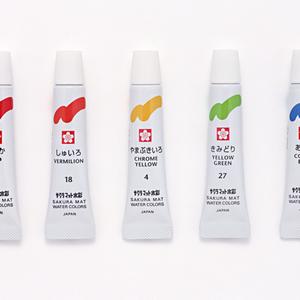 しゅいろ
VERMILION
18
サクラマット水彩
SAKURA MAT
WATER COLORS
JAPAN
やまぶきいろ
CHROME
YELLOW
4
サクラマット水彩
SAKURA MAT
WATER COLORS
JAPAN
きみどり
YELLOW
GREEN
27
サクラマット水彩
SAKURA MAT
WATER COLORS
JAPAN